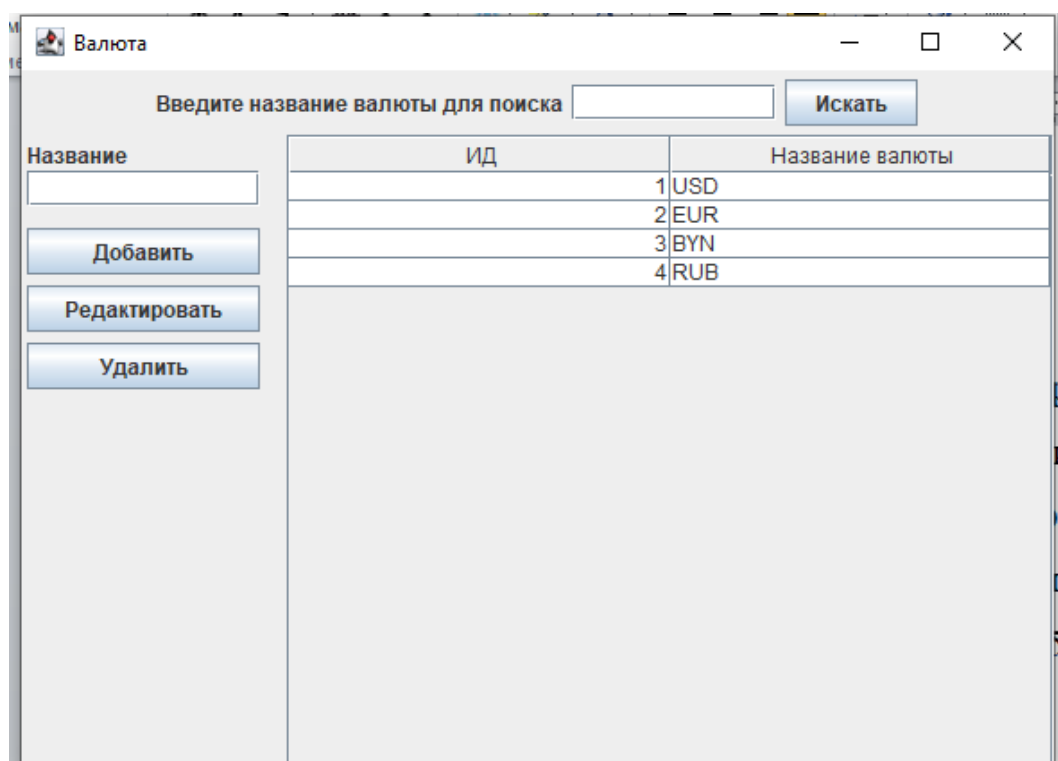 Валюта
Введите название валюты для поиска Искать
Название
ИД Название валюты
1 USD
2 EUR
3 BYN
4 RUB
Добавить
Редактировать
Удалить